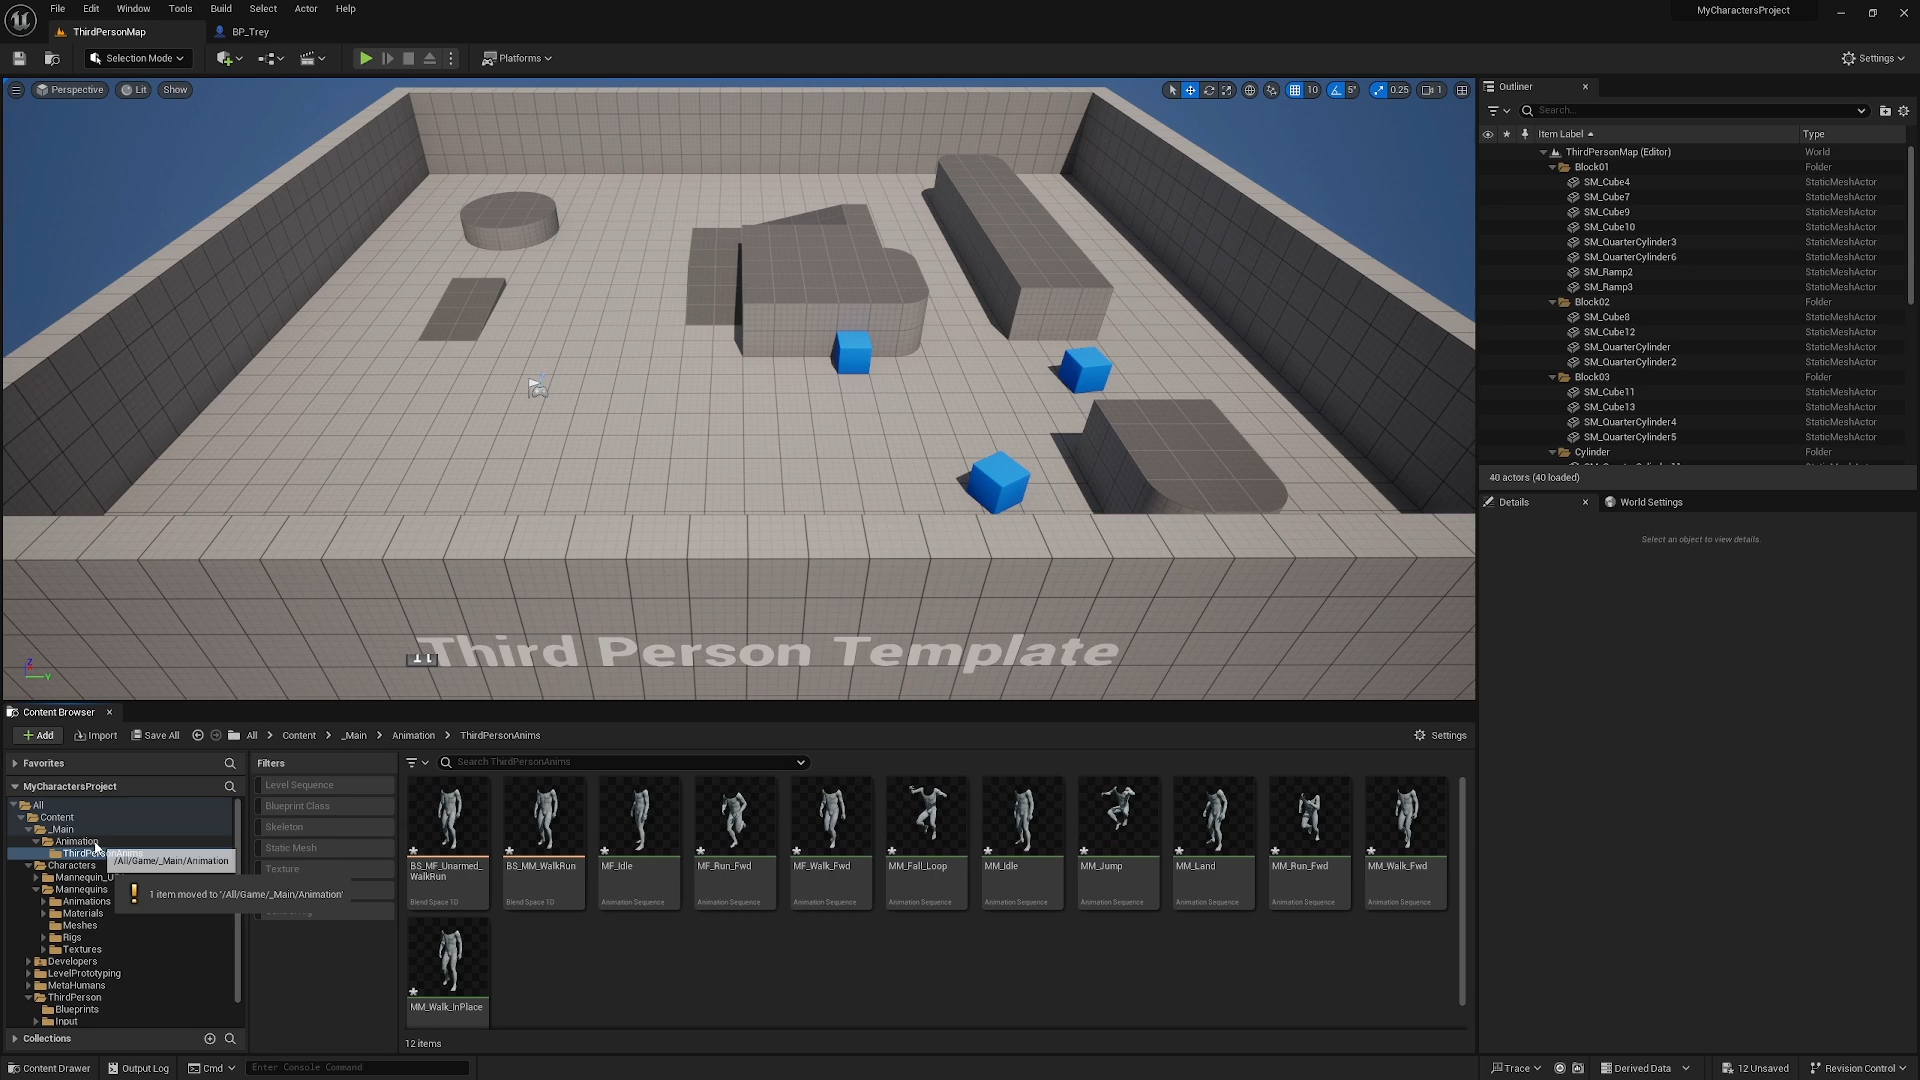 File Edit Window Tools Build Select Actor Help
MyCharactersProject
ThirdPersonMap
BP_Trey
Selection Mode
Platforms
Settings
Perspective
Lit
Show
10
5°
0.25
1
Third Person Template
Z
Y
Outliner
Search...
Item Label
Type
ThirdPersonMap (Editor) World
Block01 Folder
SM_Cube4 StaticMeshActor
SM_Cube7 StaticMeshActor
SM_Cube9 StaticMeshActor
SM_Cube10 StaticMeshActor
SM_QuarterCylinder3 StaticMeshActor
SM_QuarterCylinder6 StaticMeshActor
SM_Ramp2 StaticMeshActor
SM_Ramp3 StaticMeshActor
Block02 Folder
SM_Cube8 StaticMeshActor
SM_Cube12 StaticMeshActor
SM_QuarterCylinder StaticMeshActor
SM_QuarterCylinder2 StaticMeshActor
Block03 Folder
SM_Cube11 StaticMeshActor
SM_Cube13 StaticMeshActor
SM_QuarterCylinder4 StaticMeshActor
SM_QuarterCylinder5 StaticMeshActor
Cylinder Folder
40 actors (40 loaded)
Details
World Settings
Select an object to view details.
Content Browser
Add
Import
Save All
All > Content > _Main > Animation > ThirdPersonAnims
Settings
Favorites
MyCharactersProject
All
Content
_Main
Animation
ThirdPersonAnims
/All/Game/_Main/Animation
Characters
Mannequin_U
Mannequins
1 item moved to '/All/Game/_Main/Animation'
Animations
Materials
Meshes
Rigs
Textures
Developers
LevelPrototyping
MetaHumans
ThirdPerson
Blueprints
Input
Collections
Filters
Level Sequence
Blueprint Class
Skeleton
Static Mesh
Texture
Search ThirdPersonAnims
BS_MF_Unarmed_
WalkRun
Blend Space 1D
BS_MM_WalkRun
Blend Space 1D
MF_Idle
Animation Sequence
MF_Run_Fwd
Animation Sequence
MF_Walk_Fwd
Animation Sequence
MM_Fall_Loop
Animation Sequence
MM_Idle
Animation Sequence
MM_Jump
Animation Sequence
MM_Land
Animation Sequence
MM_Run_Fwd
Animation Sequence
MM_Walk_Fwd
Animation Sequence
MM_Walk_InPlace
12 items
Content Drawer
Output Log
Cmd
Enter Console Command
Trace
Derived Data
12 Unsaved
Revision Control